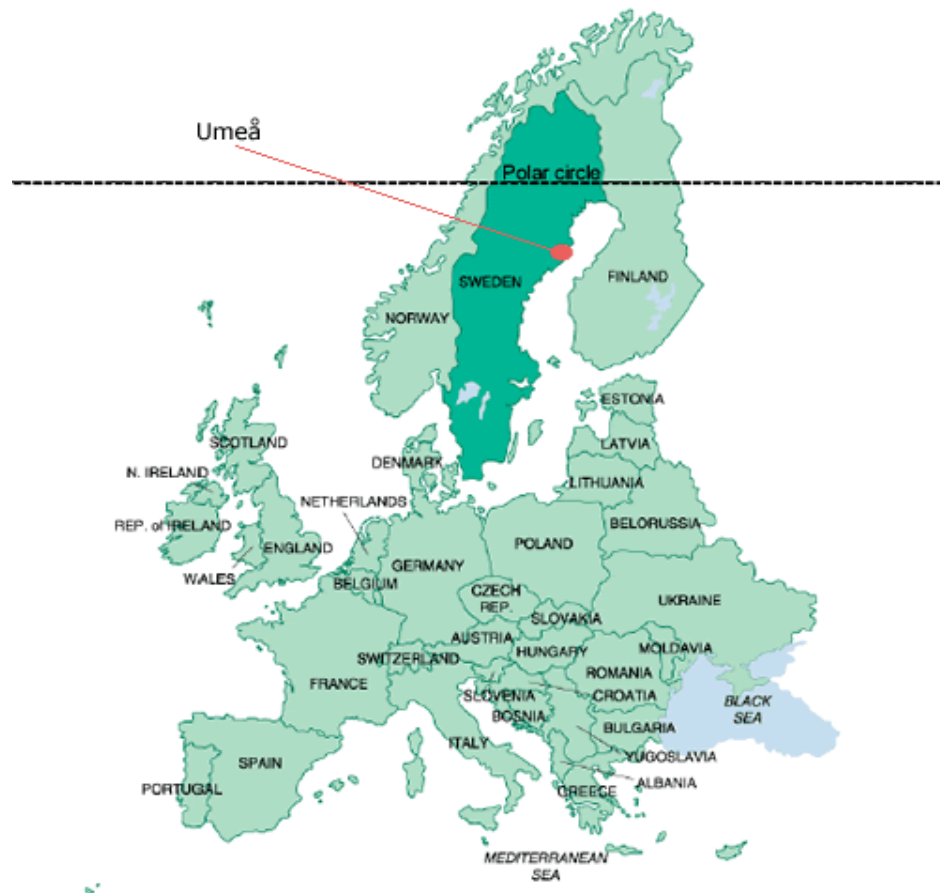 Umeå
Polar circle
SWEDEN
FINLAND
NORWAY
ESTONIA
SCOTLAND
LATVIA
DENMARK
N. IRELAND
LITHUANIA
NETHERLANDS
REP. of IRELAND
BELORUSSIA
ENGLAND
POLAND
GERMANY
WALES
BELGIUM
CZECH
REP.
UKRAINE
SLOVAKIA
AUSTRIA
MOLDAVIA
HUNGARY
SWITZERLAND
ROMANIA
FRANCE
SLOVENIA
CROATIA
BLACK
SEA
BOSNIA
BULGARIA
ITALY
YUGOSLAVIA
SPAIN
ALBANIA
PORTUGAL
GREECE
MEDITERRANEAN
SEA